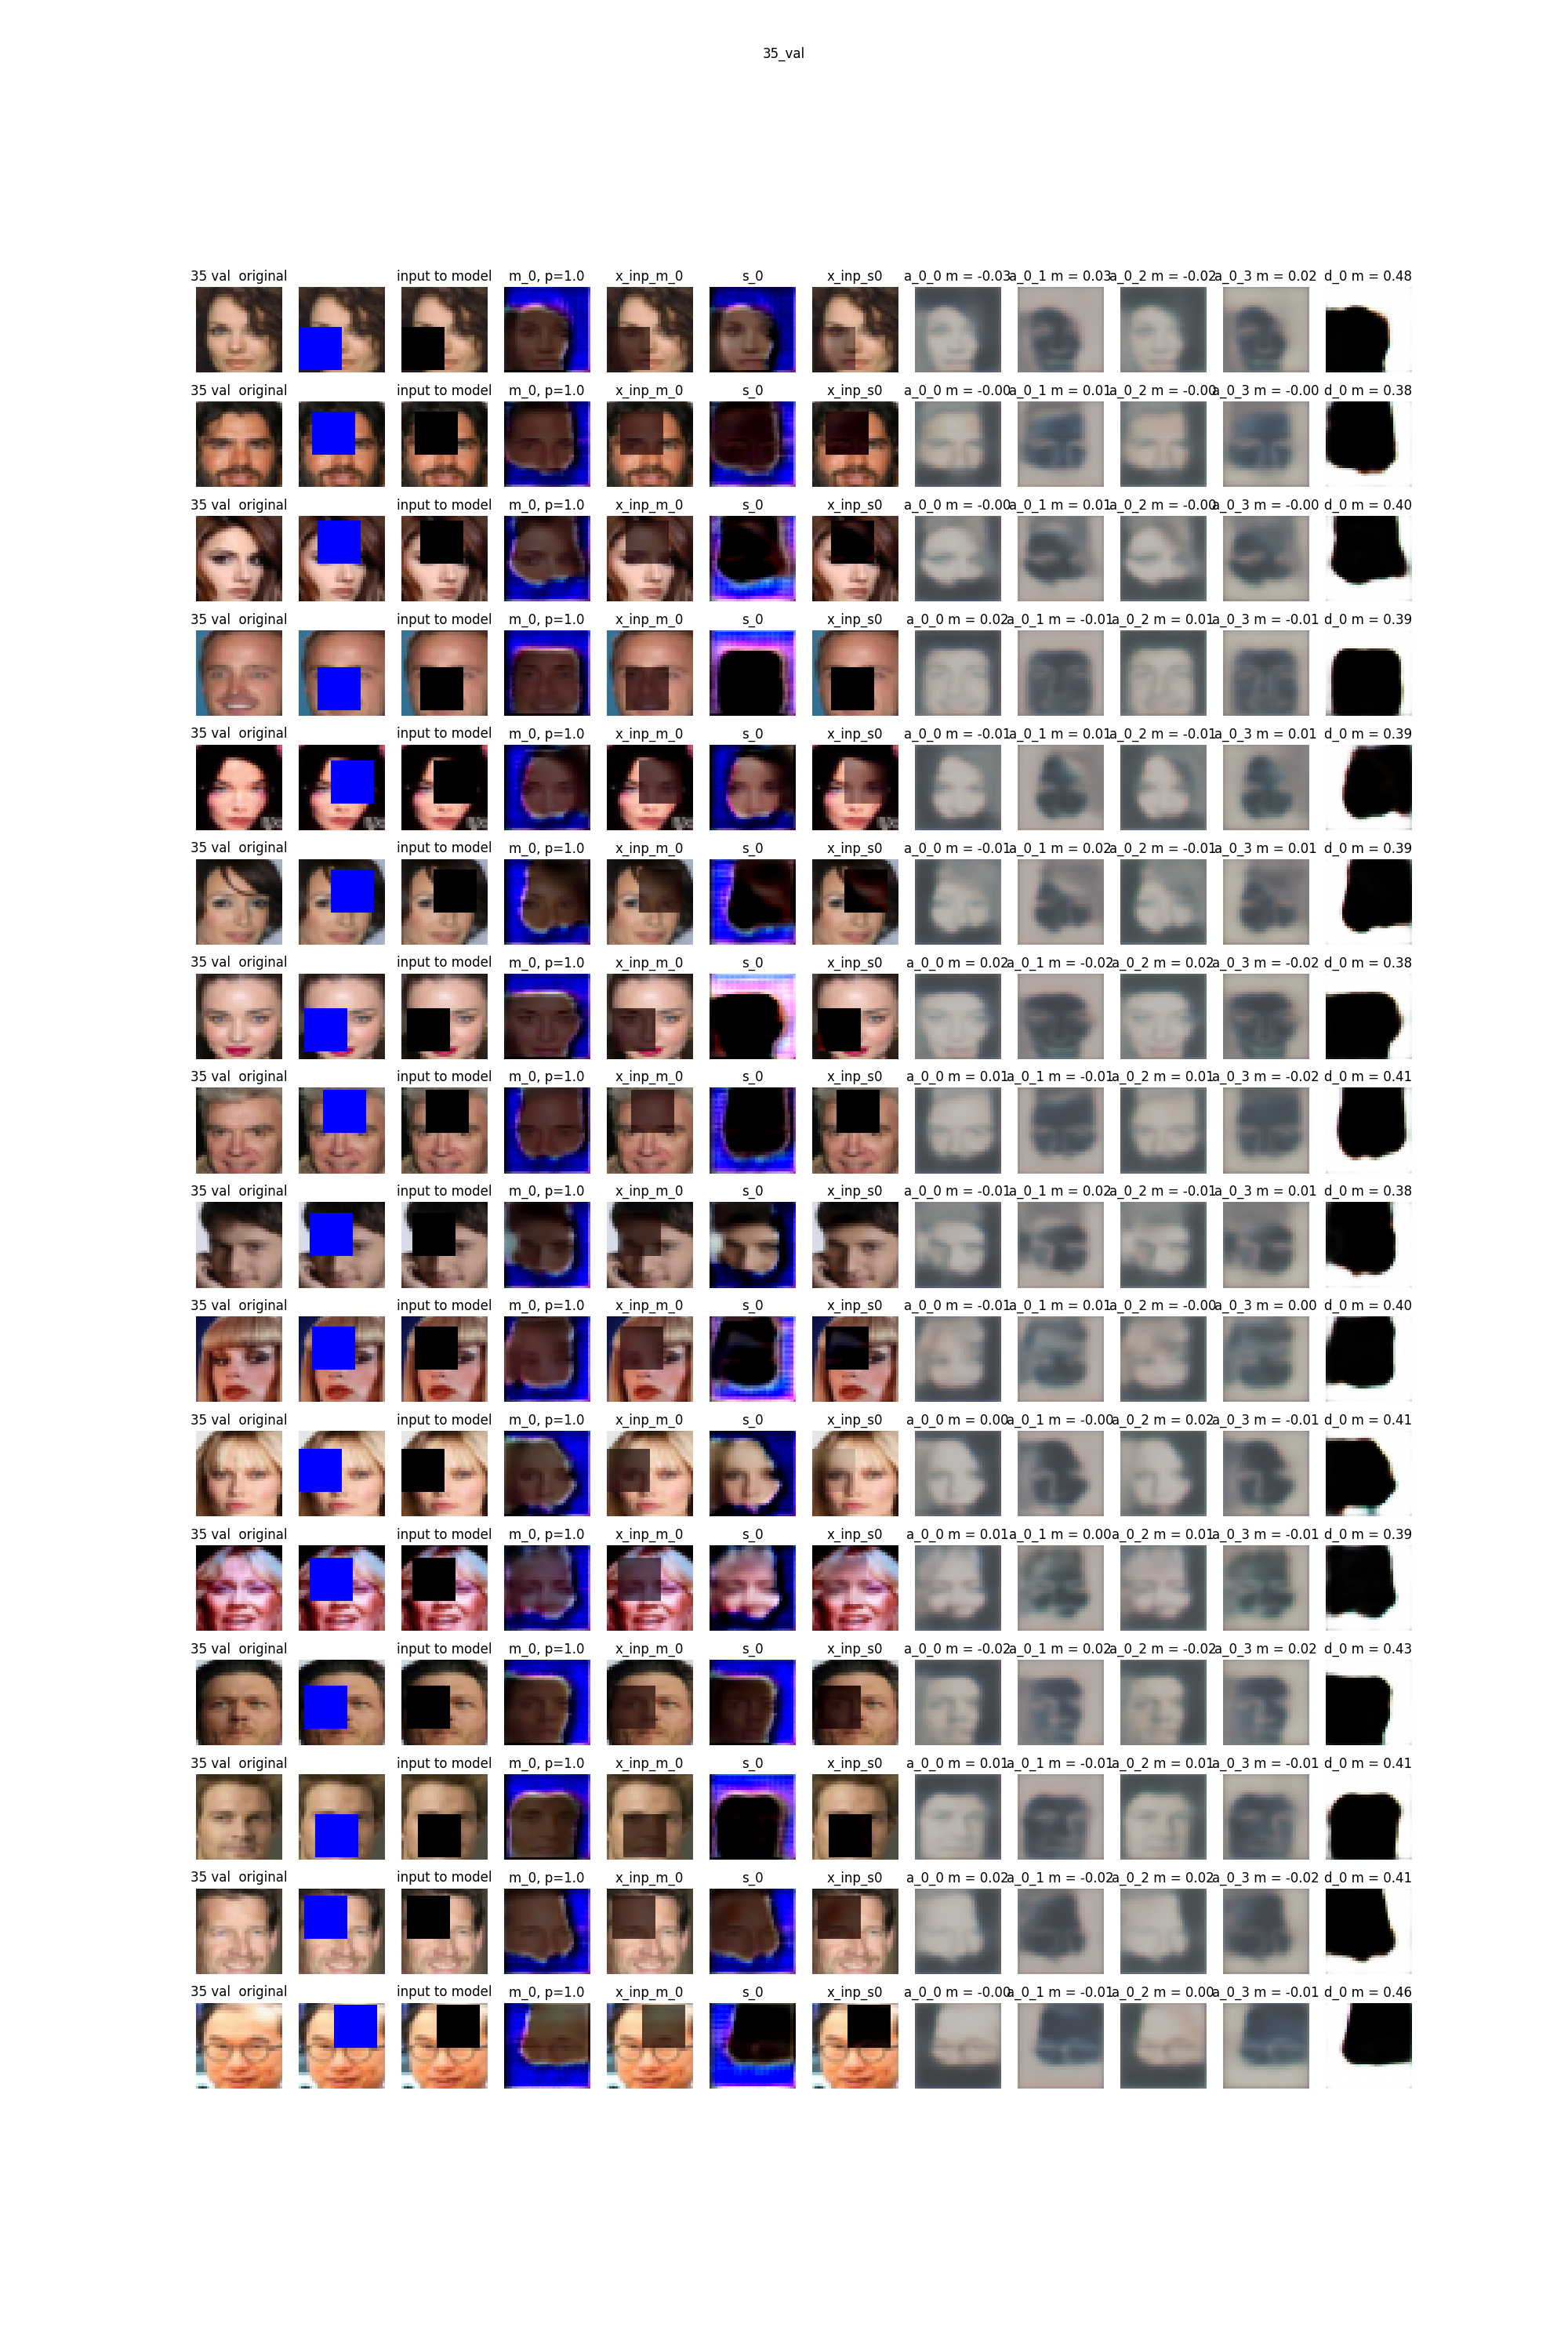 35_val
35 val original input to model m_0, p=1.0 x_inp_m_0 s_0 x_inp_s0 a_0_0 m = -0.03 a_0_1 m = 0.03 a_0_2 m = -0.02 a_0_3 m = 0.02 d_0 m = 0.48
35 val original input to model m_0, p=1.0 x_inp_m_0 s_0 x_inp_s0 a_0_0 m = -0.00 a_0_1 m = 0.01 a_0_2 m = -0.00 a_0_3 m = -0.00 d_0 m = 0.38
35 val original input to model m_0, p=1.0 x_inp_m_0 s_0 x_inp_s0 a_0_0 m = -0.00 a_0_1 m = 0.01 a_0_2 m = -0.00 a_0_3 m = -0.00 d_0 m = 0.40
35 val original input to model m_0, p=1.0 x_inp_m_0 s_0 x_inp_s0 a_0_0 m = 0.02 a_0_1 m = -0.01 a_0_2 m = 0.01 a_0_3 m = -0.01 d_0 m = 0.39
35 val original input to model m_0, p=1.0 x_inp_m_0 s_0 x_inp_s0 a_0_0 m = -0.01 a_0_1 m = 0.01 a_0_2 m = -0.01 a_0_3 m = 0.01 d_0 m = 0.39
35 val original input to model m_0, p=1.0 x_inp_m_0 s_0 x_inp_s0 a_0_0 m = -0.01 a_0_1 m = 0.02 a_0_2 m = -0.01 a_0_3 m = 0.01 d_0 m = 0.39
35 val original input to model m_0, p=1.0 x_inp_m_0 s_0 x_inp_s0 a_0_0 m = 0.02 a_0_1 m = -0.02 a_0_2 m = 0.02 a_0_3 m = -0.02 d_0 m = 0.38
35 val original input to model m_0, p=1.0 x_inp_m_0 s_0 x_inp_s0 a_0_0 m = 0.01 a_0_1 m = -0.01 a_0_2 m = 0.01 a_0_3 m = -0.02 d_0 m = 0.41
35 val original input to model m_0, p=1.0 x_inp_m_0 s_0 x_inp_s0 a_0_0 m = -0.01 a_0_1 m = 0.02 a_0_2 m = -0.01 a_0_3 m = 0.01 d_0 m = 0.38
35 val original input to model m_0, p=1.0 x_inp_m_0 s_0 x_inp_s0 a_0_0 m = -0.01 a_0_1 m = 0.01 a_0_2 m = -0.00 a_0_3 m = 0.00 d_0 m = 0.40
35 val original input to model m_0, p=1.0 x_inp_m_0 s_0 x_inp_s0 a_0_0 m = 0.00 a_0_1 m = -0.00 a_0_2 m = 0.02 a_0_3 m = -0.01 d_0 m = 0.41
35 val original input to model m_0, p=1.0 x_inp_m_0 s_0 x_inp_s0 a_0_0 m = 0.01 a_0_1 m = 0.00 a_0_2 m = 0.01 a_0_3 m = -0.01 d_0 m = 0.39
35 val original input to model m_0, p=1.0 x_inp_m_0 s_0 x_inp_s0 a_0_0 m = -0.02 a_0_1 m = 0.02 a_0_2 m = -0.02 a_0_3 m = 0.02 d_0 m = 0.43
35 val original input to model m_0, p=1.0 x_inp_m_0 s_0 x_inp_s0 a_0_0 m = 0.01 a_0_1 m = -0.01 a_0_2 m = 0.01 a_0_3 m = -0.01 d_0 m = 0.41
35 val original input to model m_0, p=1.0 x_inp_m_0 s_0 x_inp_s0 a_0_0 m = 0.02 a_0_1 m = -0.02 a_0_2 m = 0.02 a_0_3 m = -0.02 d_0 m = 0.41
35 val original input to model m_0, p=1.0 x_inp_m_0 s_0 x_inp_s0 a_0_0 m = -0.00 a_0_1 m = -0.01 a_0_2 m = 0.00 a_0_3 m = -0.01 d_0 m = 0.46